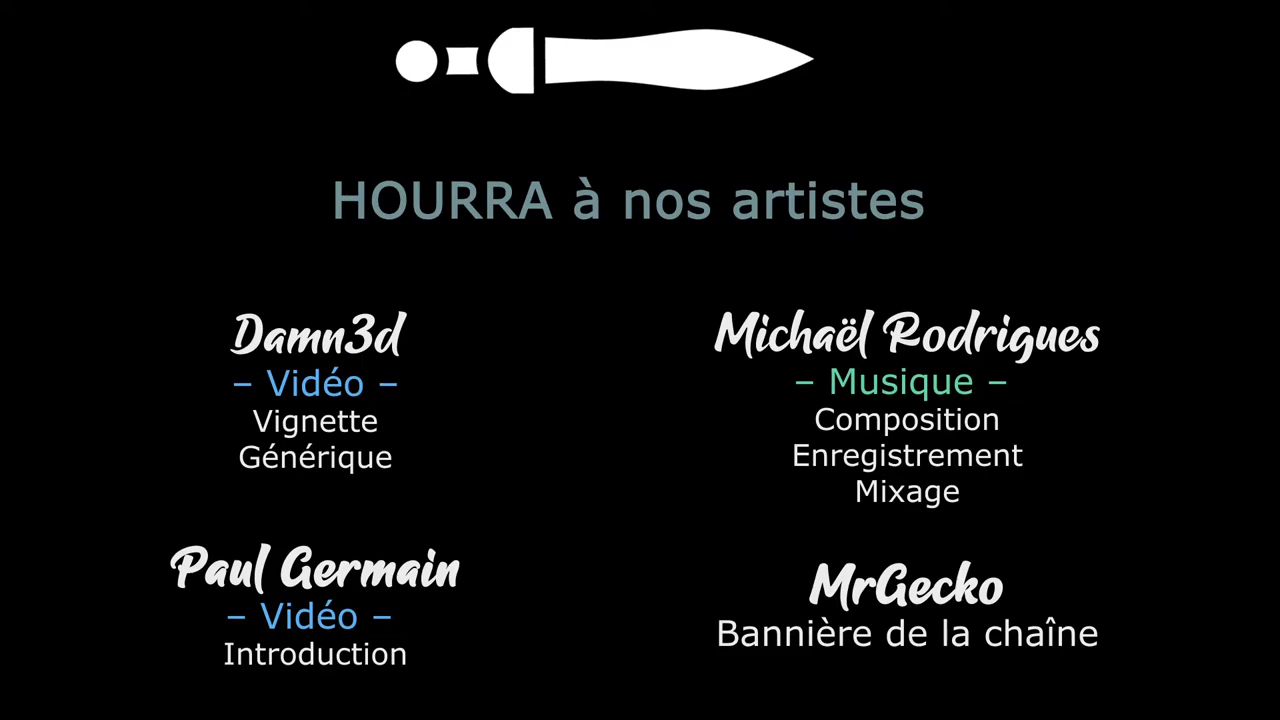 HOURRA à nos artistes
Damn3d
– Vidéo –
Vignette
Générique
Michaël Rodrigues
– Musique –
Composition
Enregistrement
Mixage
Paul Germain
– Vidéo –
Introduction
MrGecko
Bannière de la chaîne